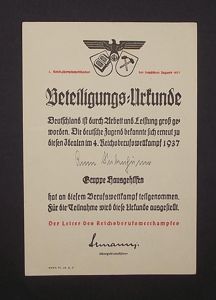 4. Reichsberufswettkampf der deutschen Jugend 1937
Beteiligungs-Urkunde
Deutschland ist durch Arbeit und Leistung groß ge-
worden. Die deutsche Jugend bekannte sich erneut zu
diesen Idealen im 4. Reichsberufswettkampf 1937
Gruppe Hausgehilfen
hat an diesem Berufswettkampf teilgenommen.
Für die Teilnahme wird diese Urkunde ausgestellt.
Der Leiter des Reichsberufswettkampfes
Obergebietsführer